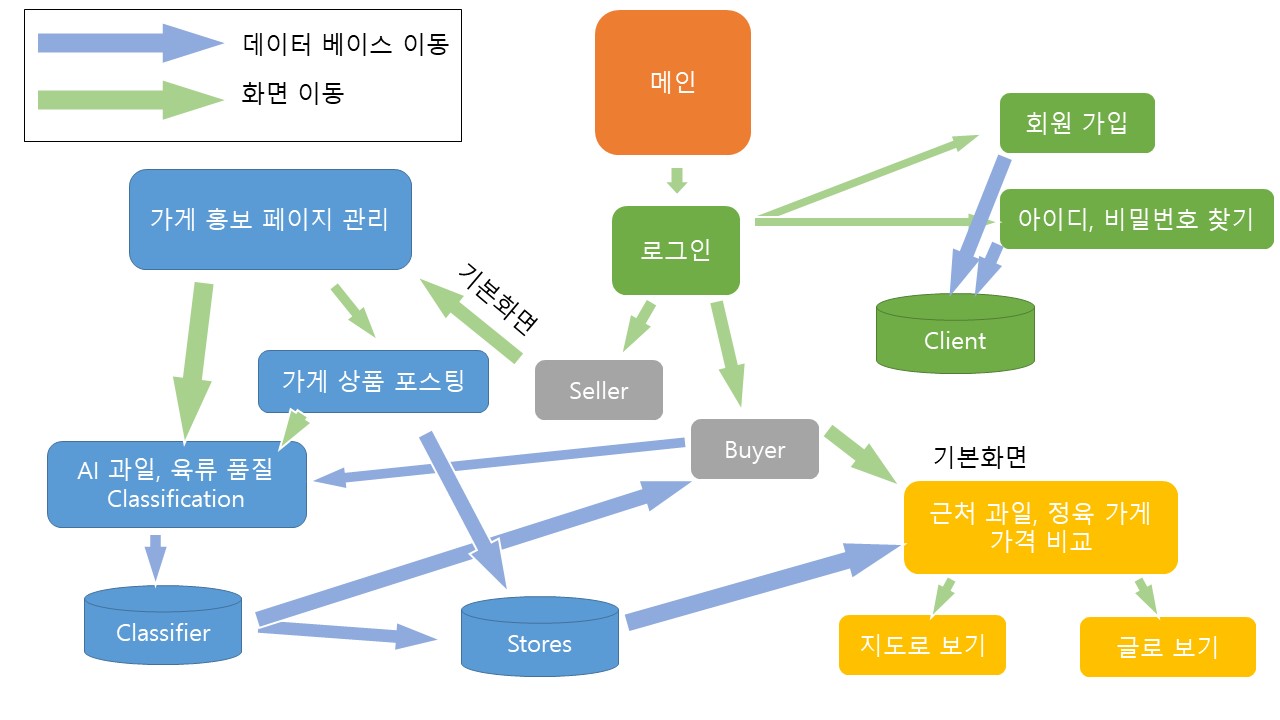 데이터 베이스 이동
화면 이동
메인
회원 가입
아이디, 비밀번호 찾기
로그인
Client
가게 홍보 페이지 관리
기본화면
가게 상품 포스팅
Seller
Buyer
AI 과일, 육류 품질
Classification
기본화면
근처 과일, 정육 가게
가격 비교
Classifier
Stores
지도로 보기
글로 보기